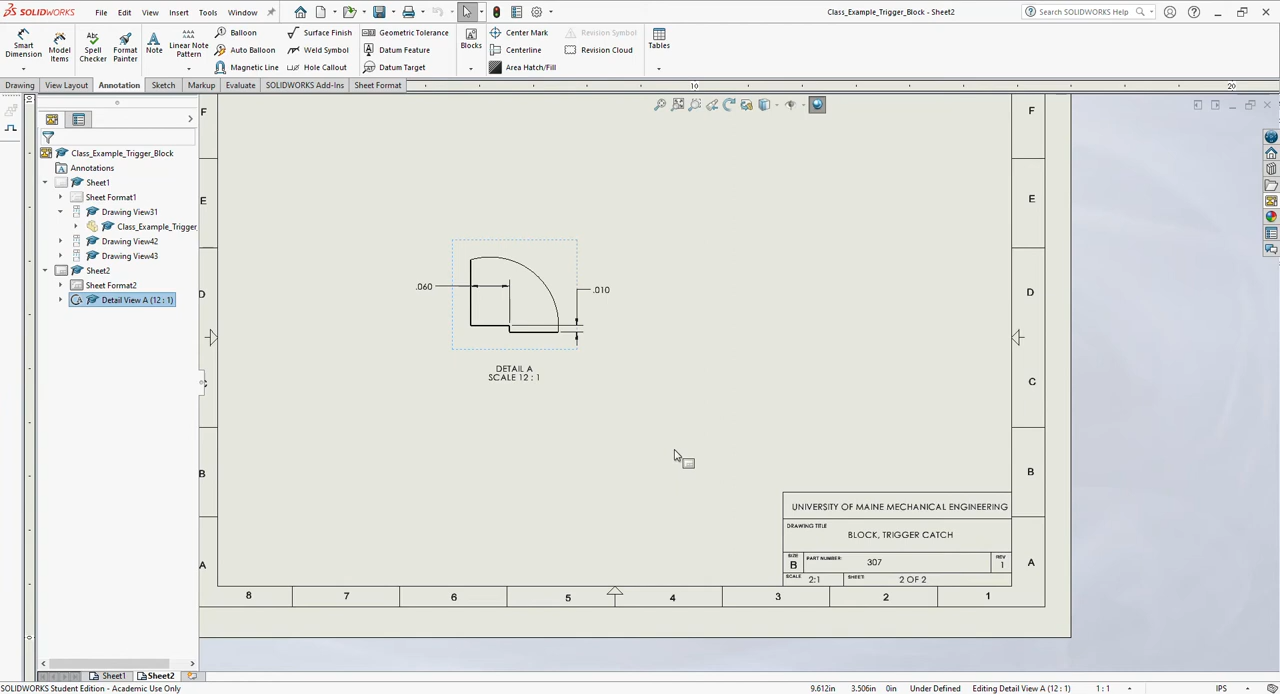 SOLIDWORKS File Edit View Insert Tools Window Class_Example_Trigger_Block - Sheet2 Search SOLIDWORKS Help
Smart Dimension
Model Items
Spell Checker
Format Painter
Note
Linear Note Pattern
Balloon
Auto Balloon
Magnetic Line
Surface Finish
Weld Symbol
Hole Callout
Geometric Tolerance
Datum Feature
Datum Target
Blocks
Center Mark
Centerline
Area Hatch/Fill
Revision Symbol
Revision Cloud
Tables
Drawing View Layout Annotation Sketch Markup Evaluate SOLIDWORKS Add-Ins Sheet Format
10 20
Class_Example_Trigger_Block
Annotations
Sheet1
Sheet Format1
Drawing View31
Class_Example_Trigger
Drawing View42
Drawing View43
Sheet2
Sheet Format2
Detail View A (12 : 1)
F F
E E
D D
C C
B B
A A
.060
.010
DETAIL A
SCALE 12 : 1
UNIVERSITY OF MAINE MECHANICAL ENGINEERING
DRAWING TITLE
BLOCK, TRIGGER CATCH
SIZE B
PART NUMBER: 307
REV 1
SCALE 2:1
SHEET: 2 OF 2
8 7 6 5 4 3 2 1
Sheet1 Sheet2
SOLIDWORKS Student Edition - Academic Use Only 9.612in 3.506in 0in Under Defined Editing Detail View A (12 : 1) 1 : 1 IPS